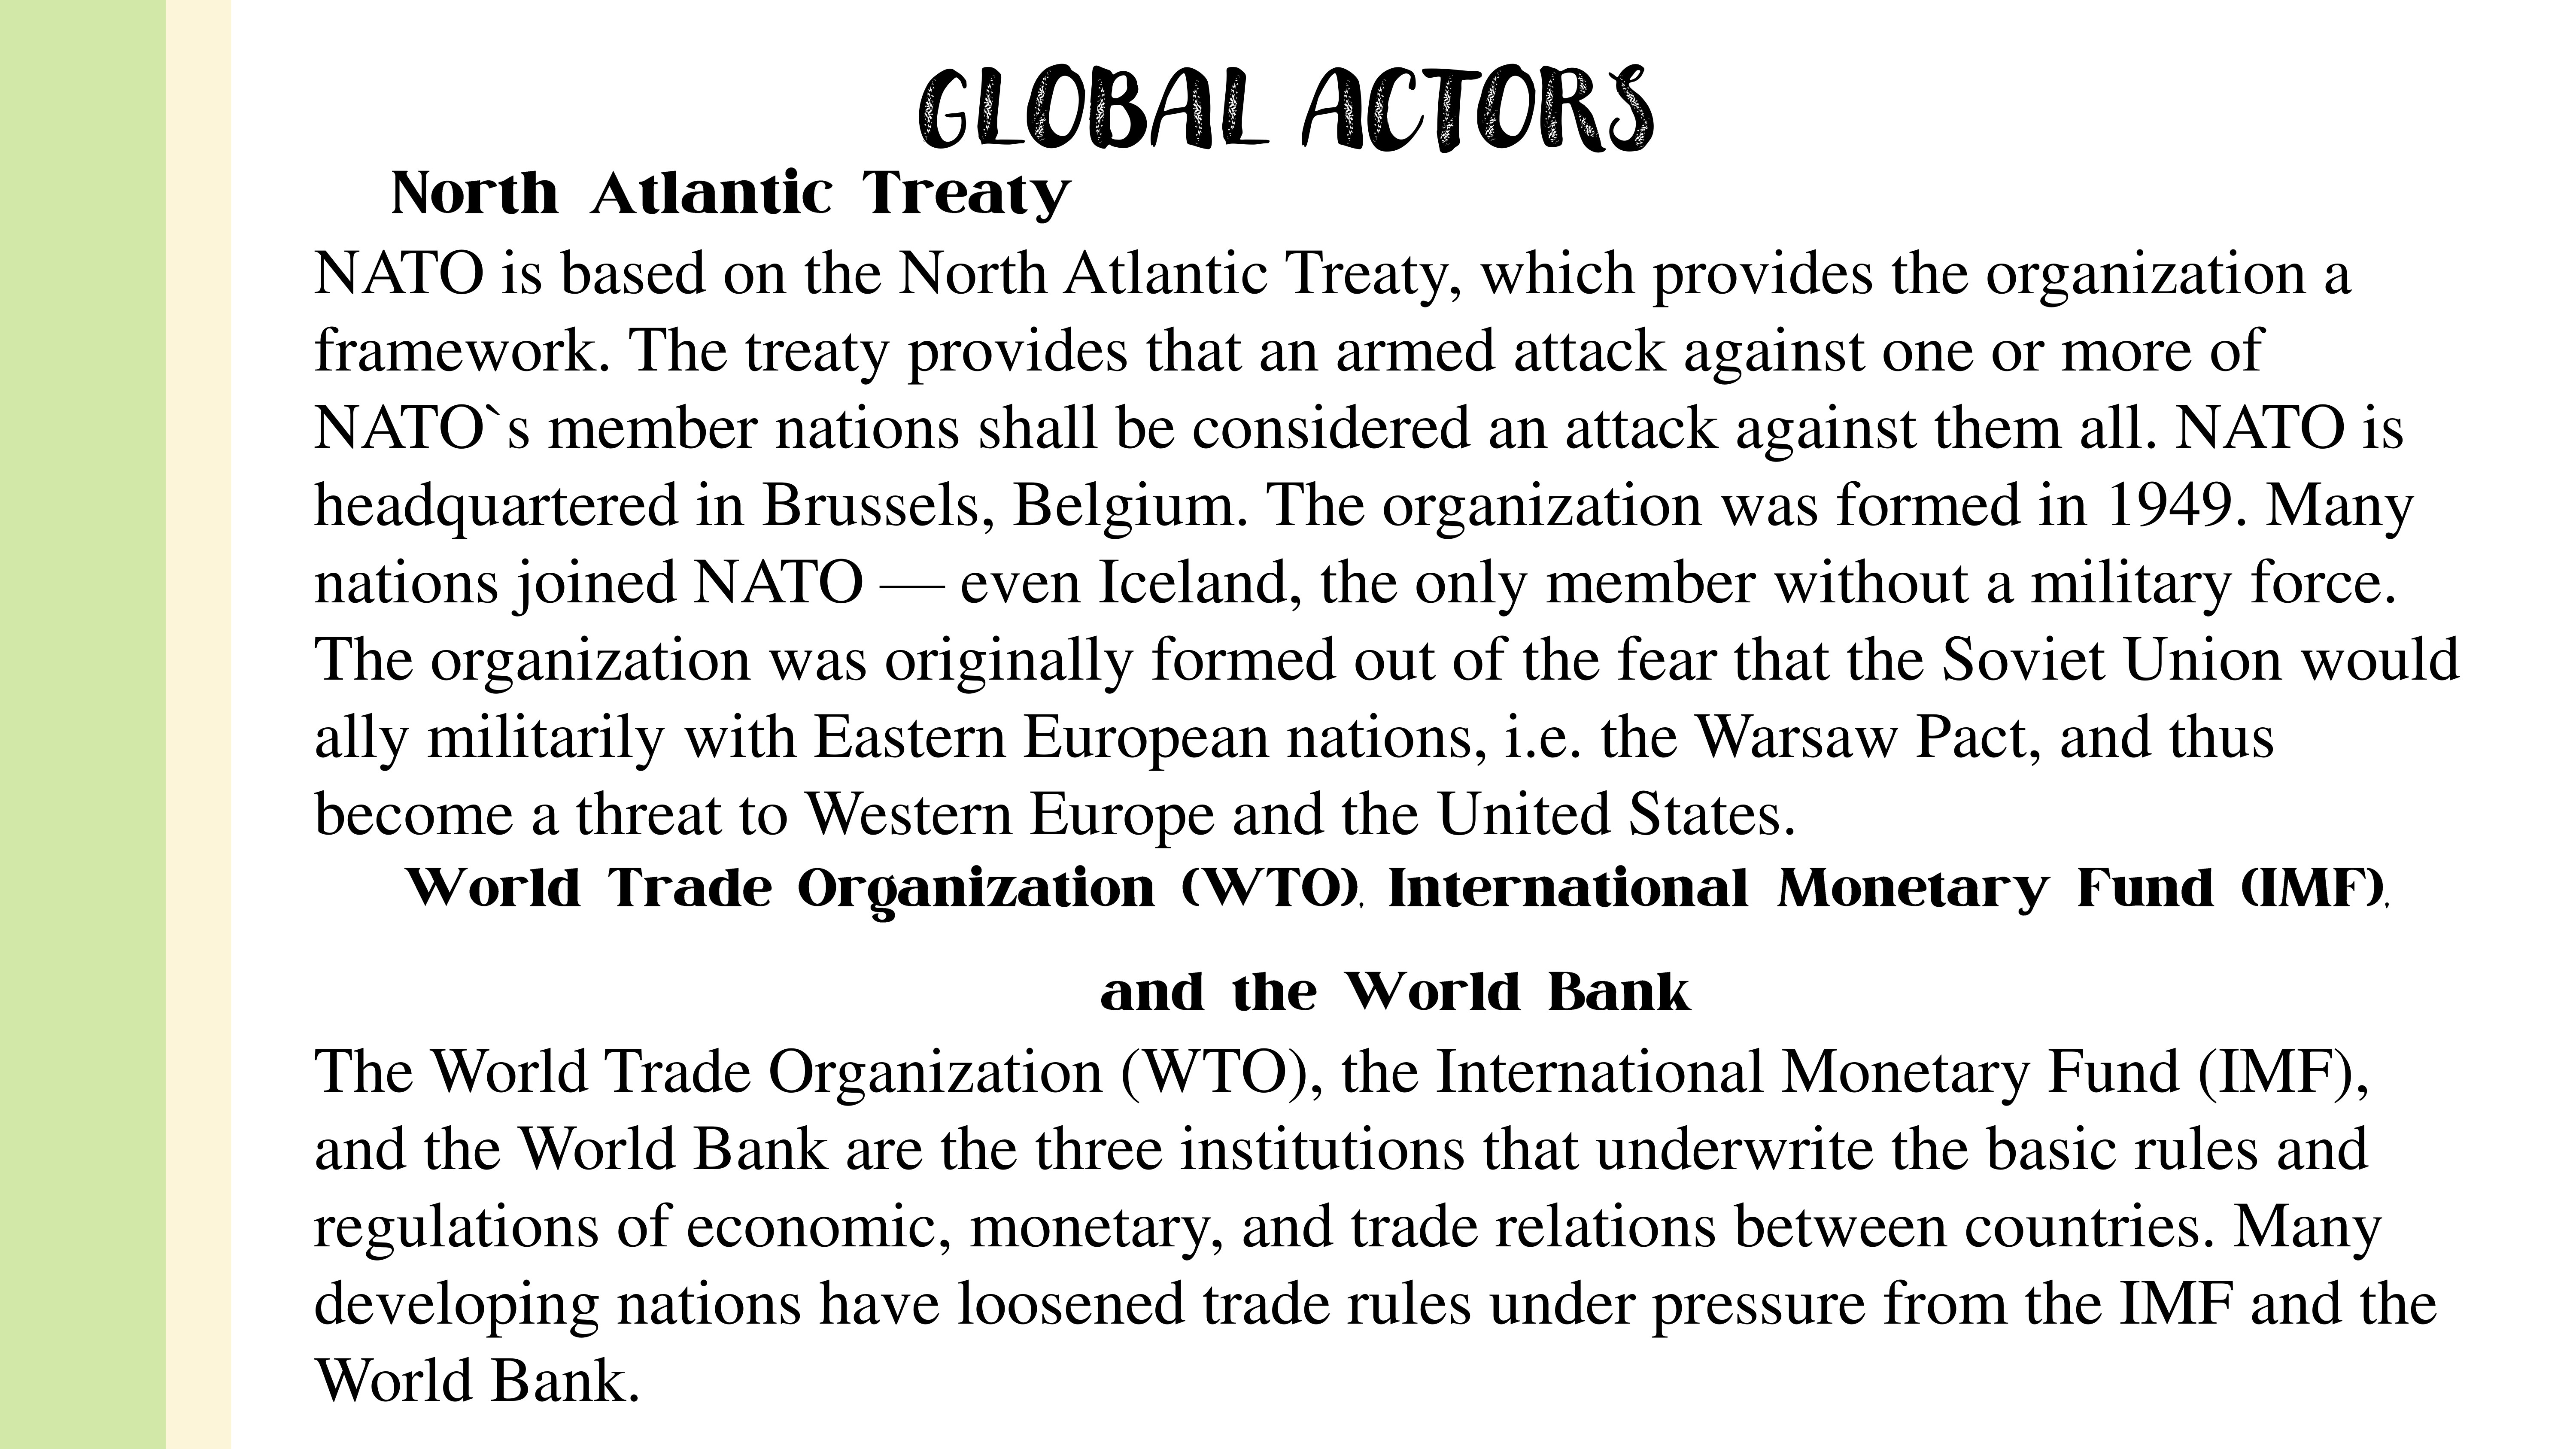 GLOBAL ACTORS
North Atlantic Treaty
NATO is based on the North Atlantic Treaty, which provides the organization a
framework. The treaty provides that an armed attack against one or more of
NATO`s member nations shall be considered an attack against them all. NATO is
headquartered in Brussels, Belgium. The organization was formed in 1949. Many
nations joined NATO — even Iceland, the only member without a military force.
The organization was originally formed out of the fear that the Soviet Union would
ally militarily with Eastern European nations, i.e. the Warsaw Pact, and thus
become a threat to Western Europe and the United States.
World Trade Organization (WTO), International Monetary Fund (IMF),
and the World Bank
The World Trade Organization (WTO), the International Monetary Fund (IMF),
and the World Bank are the three institutions that underwrite the basic rules and
regulations of economic, monetary, and trade relations between countries. Many
developing nations have loosened trade rules under pressure from the IMF and the
World Bank.